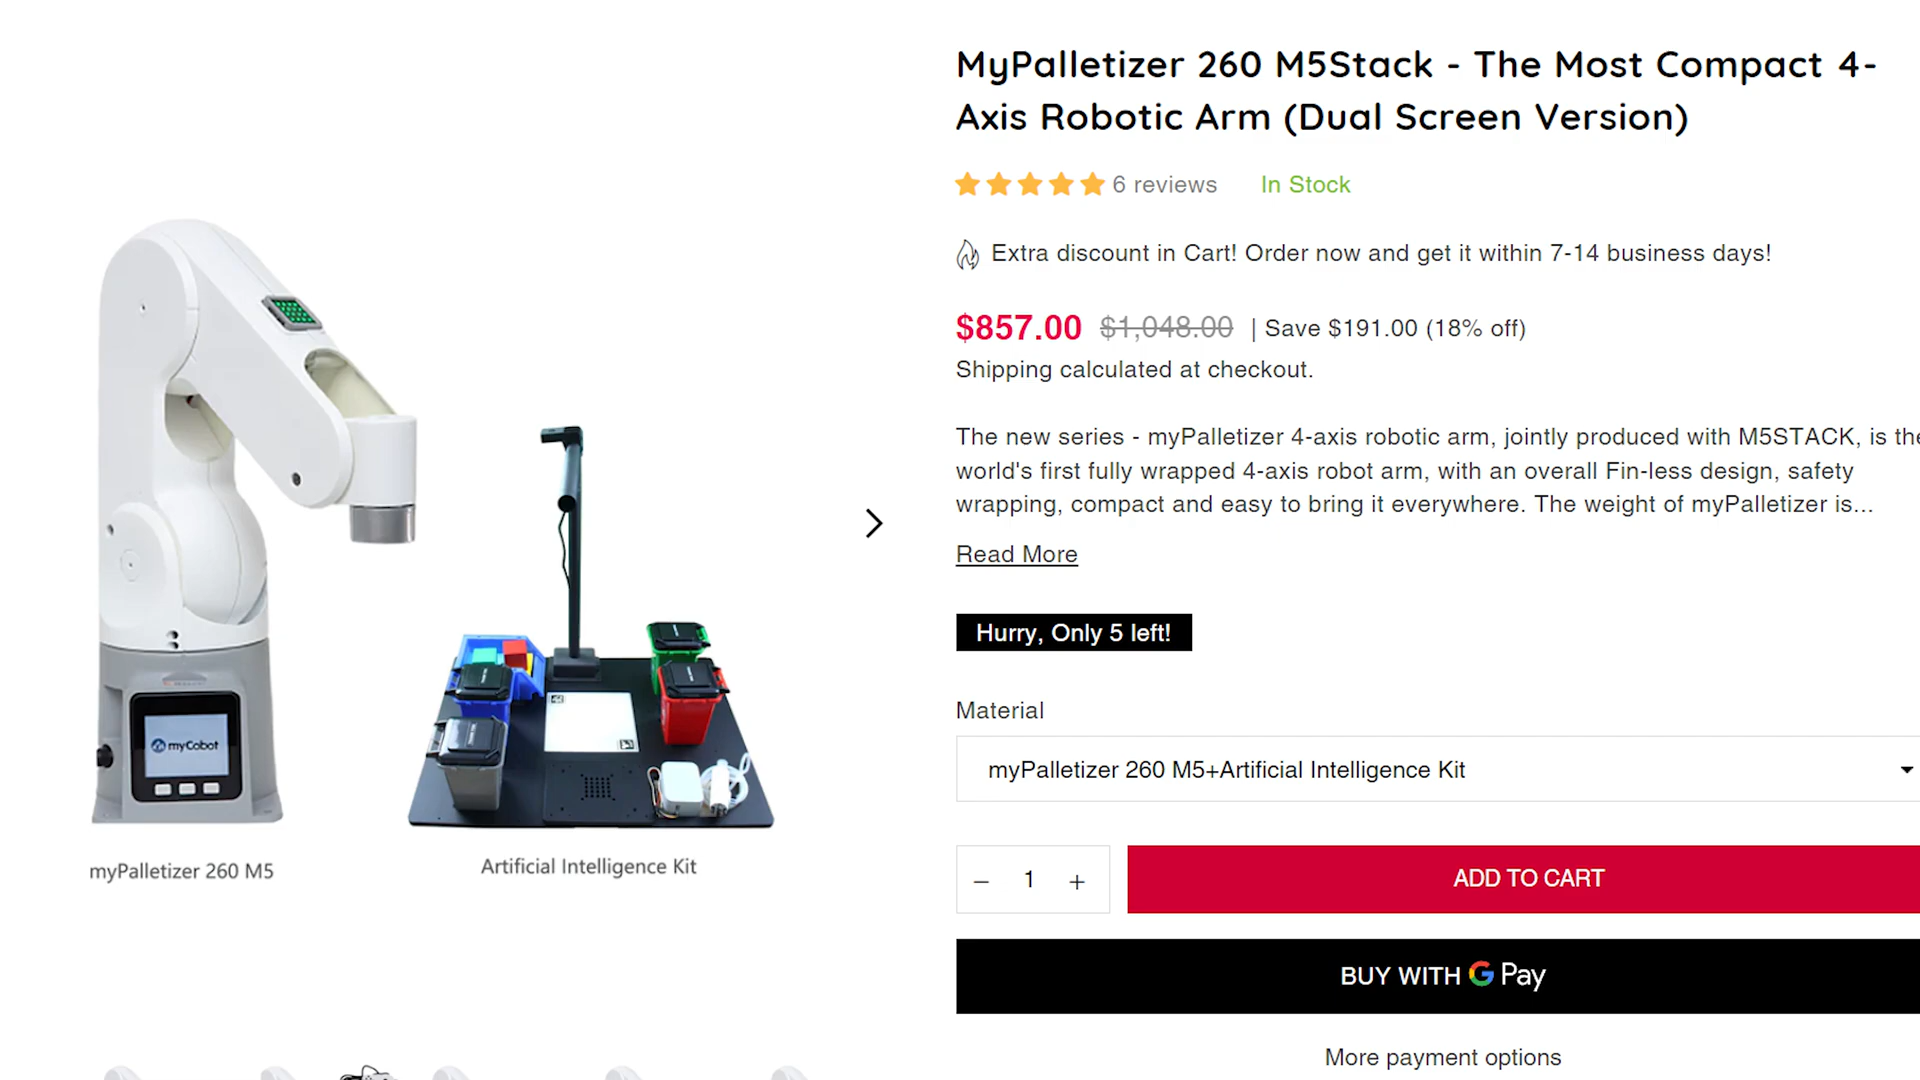 MyPalletizer 260 M5Stack - The Most Compact 4-
Axis Robotic Arm (Dual Screen Version)
6 reviews In Stock
Extra discount in Cart! Order now and get it within 7-14 business days!
$857.00 $1,048.00 | Save $191.00 (18% off)
Shipping calculated at checkout.
The new series - myPalletizer 4-axis robotic arm, jointly produced with M5STACK, is the
world's first fully wrapped 4-axis robot arm, with an overall Fin-less design, safety
wrapping, compact and easy to bring it everywhere. The weight of myPalletizer is...
Read More
Hurry, Only 5 left!
Material
myPalletizer 260 M5+Artificial Intelligence Kit
− 1 +
ADD TO CART
BUY WITH G Pay
More payment options
myCobot
myPalletizer 260 M5
Artificial Intelligence Kit